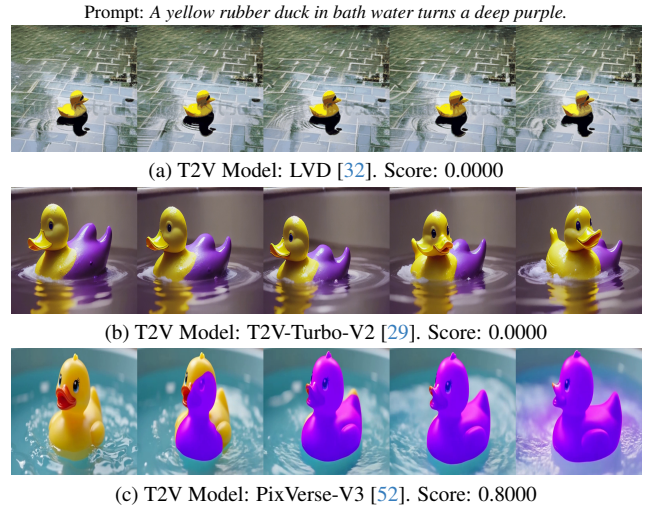 Prompt: A yellow rubber duck in bath water turns a deep purple.
(a) T2V Model: LVD [32]. Score: 0.0000
(b) T2V Model: T2V-Turbo-V2 [29]. Score: 0.0000
(c) T2V Model: PixVerse-V3 [52]. Score: 0.8000